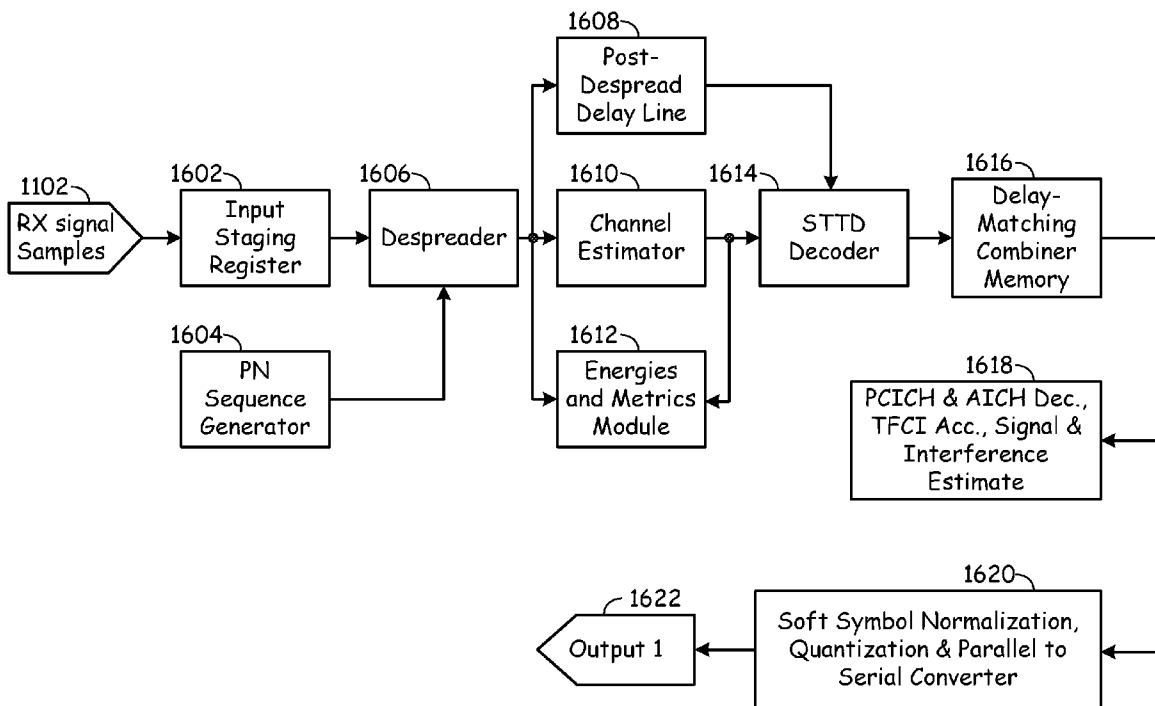 1608
Post-
Despread
Delay Line
1102
RX signal
Samples
1602
Input
Staging
Register
1606
Despreader
1610
Channel
Estimator
1614
STTD
Decoder
1616
Delay-
Matching
Combiner
Memory
1604
PN
Sequence
Generator
1612
Energies
and Metrics
Module
1618
PCICH & AICH Dec.,
TFCI Acc., Signal &
Interference
Estimate
1622
Output 1
1620
Soft Symbol Normalization,
Quantization & Parallel to
Serial Converter